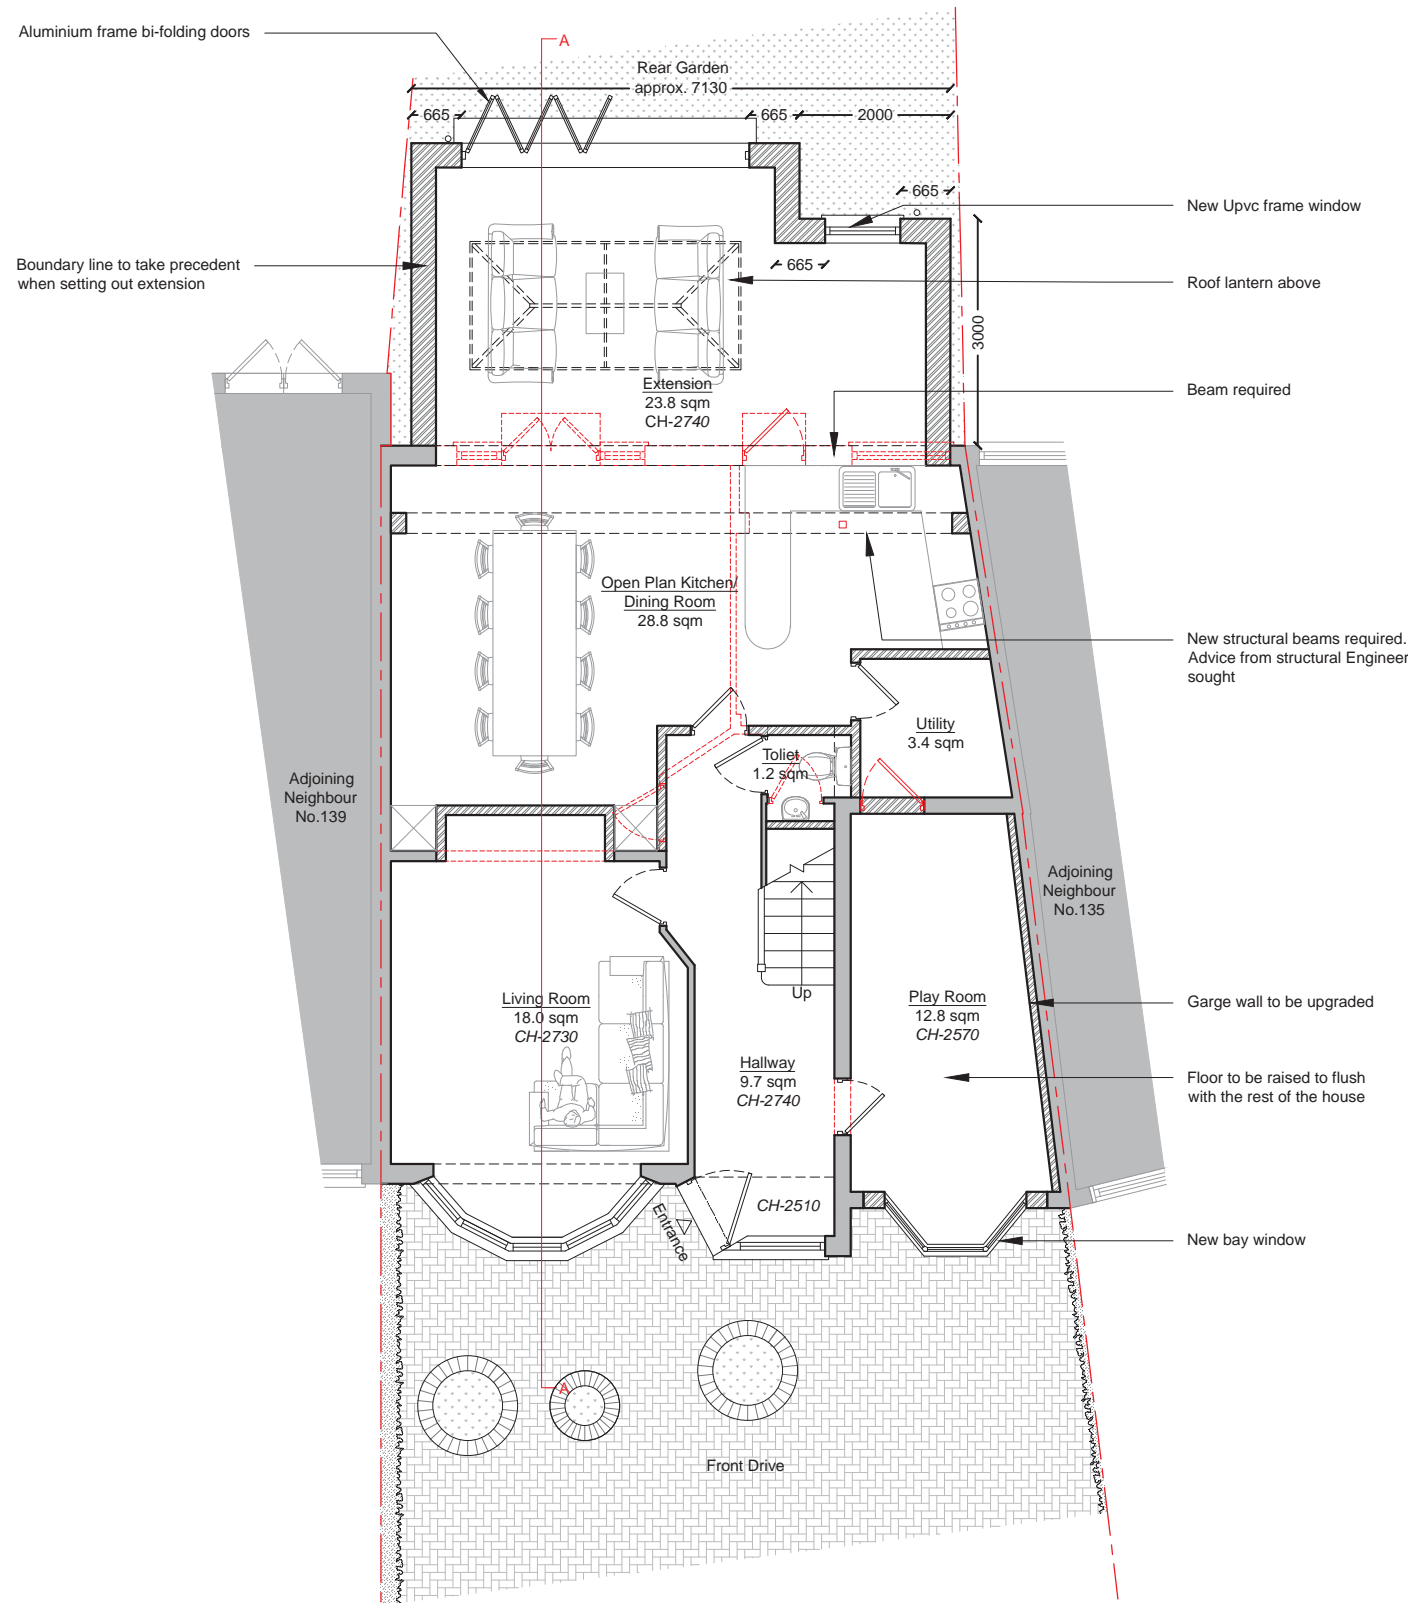 Aluminium frame bi-folding doors
A
Rear Garden
approx. 7130
665
665
2000
665
New Upvc frame window
665
Boundary line to take precedent
when setting out extension
Roof lantern above
3000
Extension
23.8 sqm
CH-2740
Beam required
Open Plan Kitchen/
Dining Room
28.8 sqm
New structural beams required.
Advice from structural Engineer
sought
Utility
3.4 sqm
Toliet
1.2 sqm
Adjoining
Neighbour
No.139
Adjoining
Neighbour
No.135
Living Room
18.0 sqm
CH-2730
Up
Play Room
12.8 sqm
CH-2570
Garge wall to be upgraded
Hallway
9.7 sqm
CH-2740
Floor to be raised to flush
with the rest of the house
CH-2510
Entrance
New bay window
A
Front Drive